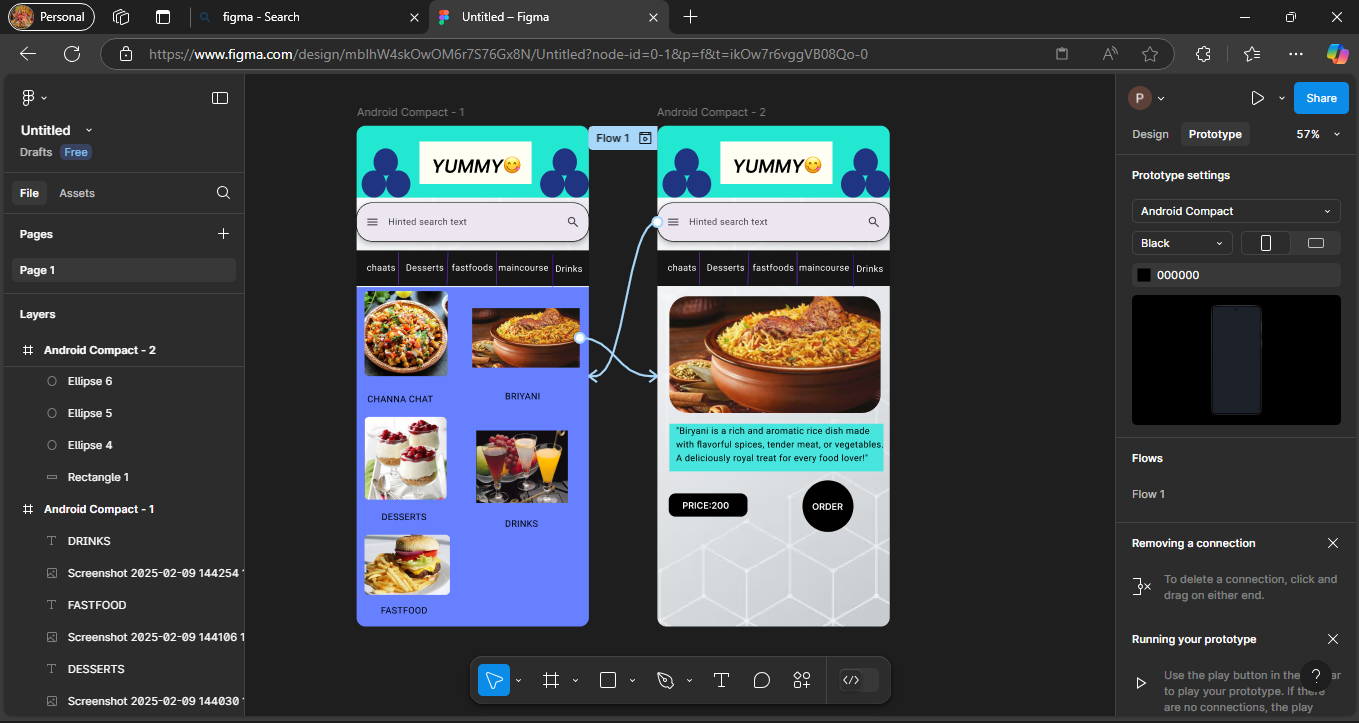 Personal
figma - Search
Untitled – Figma
https://www.figma.com/design/mblhW4skOwOM6r7S76Gx8N/Untitled?node-id=0-1&p=f&t=ikOw7r6vggVB08Qo-0
Untitled
Drafts Free
File Assets
Pages
Page 1
Layers
Android Compact - 2
Ellipse 6
Ellipse 5
Ellipse 4
Rectangle 1
Android Compact - 1
DRINKS
Screenshot 2025-02-09 144254 1
FASTFOOD
Screenshot 2025-02-09 144106 1
DESSERTS
Screenshot 2025-02-09 144030 1
Android Compact - 1
YUMMY😋
Hinted search text
chaats Desserts fastfoods maincourse Drinks
CHANNA CHAT
BRIYANI
DESSERTS
DRINKS
FASTFOOD
Flow 1
Android Compact - 2
YUMMY😋
Hinted search text
chaats Desserts fastfoods maincourse Drinks
"Biryani is a rich and aromatic rice dish made
with flavorful spices, tender meat, or vegetables.
A deliciously royal treat for every food lover!"
PRICE:200
ORDER
P
Share
Design Prototype 57%
Prototype settings
Android Compact
Black
000000
Flows
Flow 1
Removing a connection
To delete a connection, click and
drag on either end.
Running your prototype
Use the play button in the
to play your prototype. If there
are no connections, the play
?